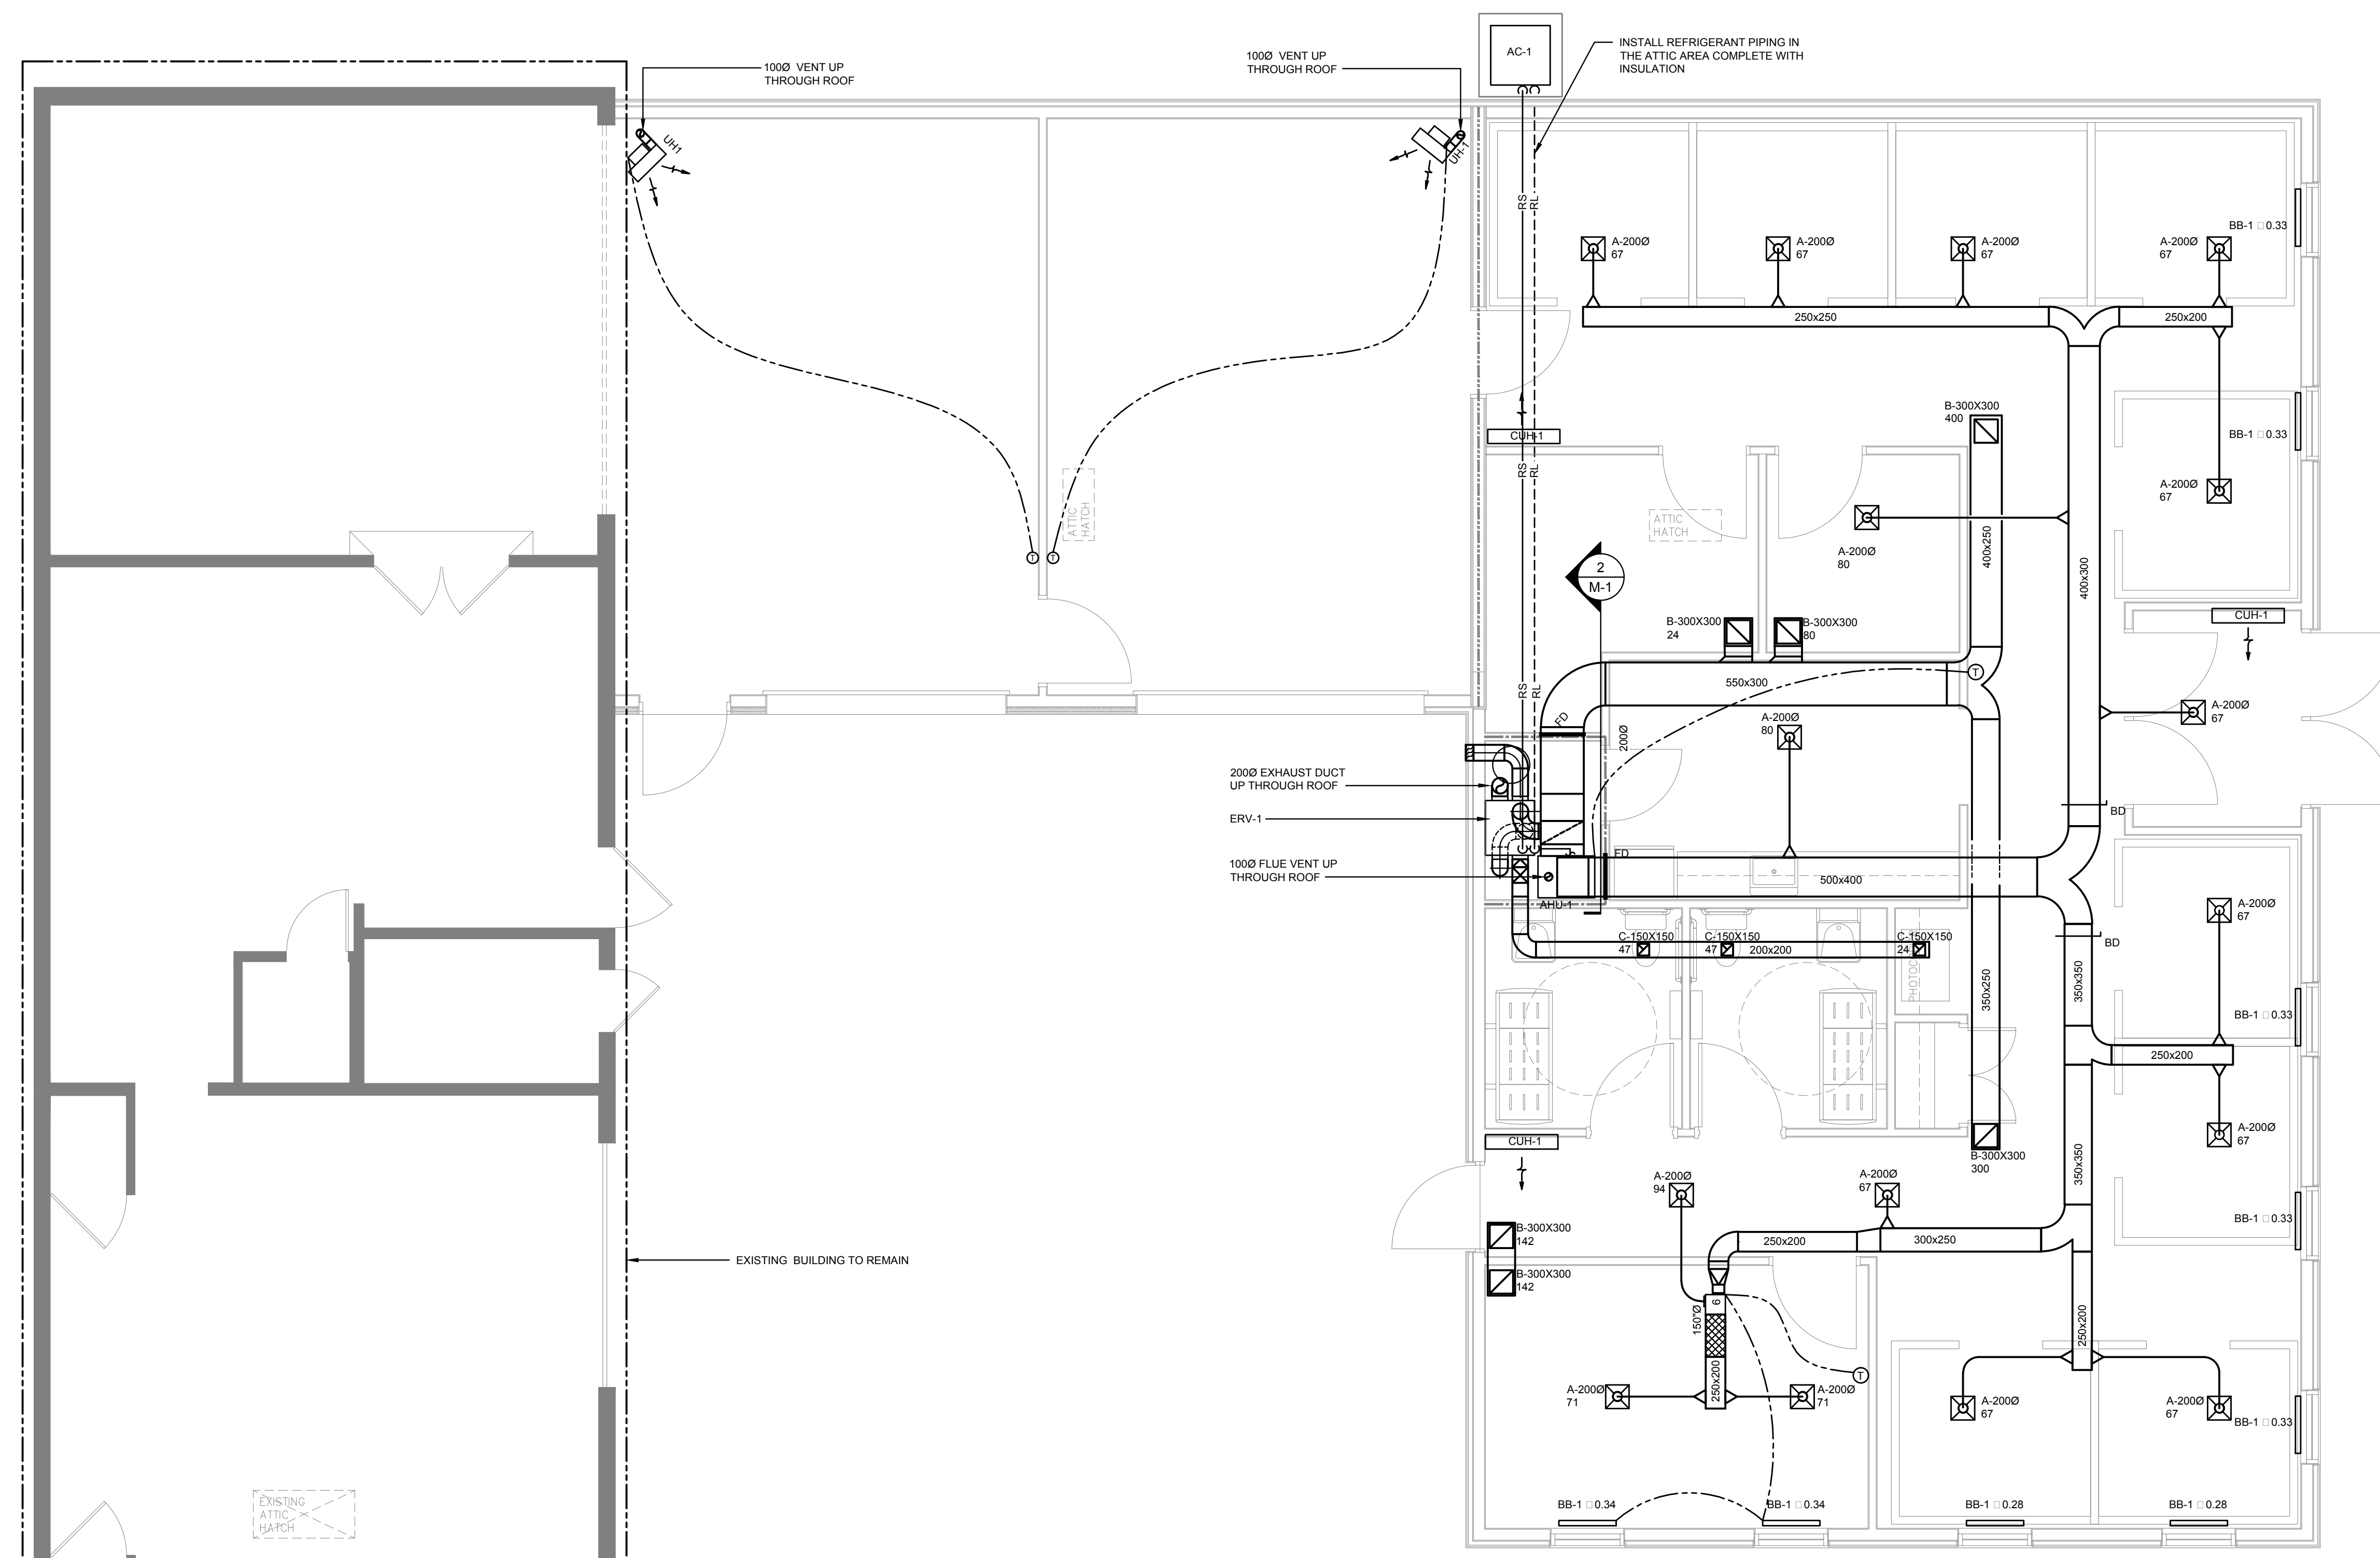 AC-1
INSTALL REFRIGERANT PIPING IN
THE ATTIC AREA COMPLETE WITH
INSULATION
100Ø VENT UP
THROUGH ROOF
100Ø VENT UP
THROUGH ROOF
UH1
UH-1
RS
RL
BB-1 □ 0.33
A-200Ø
67
A-200Ø
67
A-200Ø
67
A-200Ø
67
250x250
250x200
B-300X300
400
CUH-1
BB-1 □ 0.33
RS
RL
A-200Ø
67
ATTIC
HATCH
ATTIC
HATCH
A-200Ø
80
400x250
400x300
T
T
2
M-1
B-300X300
24
B-300X300
80
CUH-1
T
RS
RL
550x300
A-200Ø
67
FD
200Ø
A-200Ø
80
200Ø EXHAUST DUCT
UP THROUGH ROOF
ERV-1
BD
100Ø FLUE VENT UP
THROUGH ROOF
FD
500x400
AHU-1
A-200Ø
67
C-150X150
47
C-150X150
47
200x200
C-150X150
24
BD
PHOTOC
350x250
350x350
BB-1 □ 0.33
250x200
CUH-1
A-200Ø
67
B-300X300
300
350x350
A-200Ø
94
A-200Ø
67
BB-1 □ 0.33
B-300X300
142
250x200
300x250
EXISTING BUILDING TO REMAIN
B-300X300
142
6
150"Ø
250x200
T
250x200
A-200Ø
71
A-200Ø
71
A-200Ø
67
A-200Ø
67
BB-1 □ 0.33
EXISTING
ATTIC
HATCH
BB-1 □ 0.34
BB-1 □ 0.34
BB-1 □ 0.28
BB-1 □ 0.28